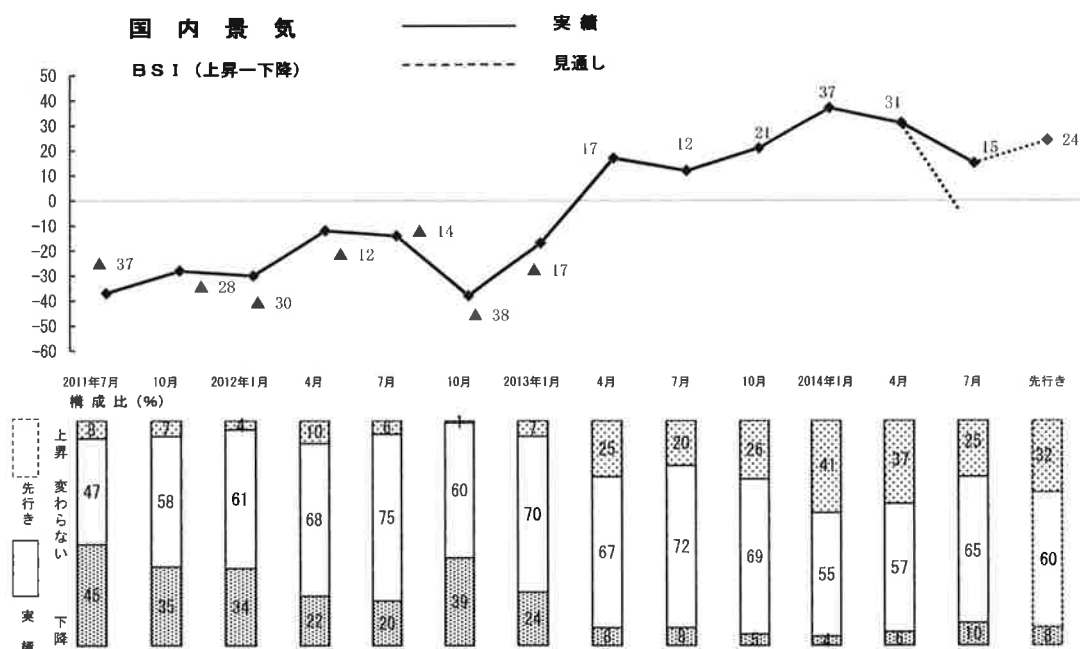 国内景気
実績
BSI（上昇ー下降）
見通し
50
40
30
20
10
0
-10
-20
-30
-40
-50
-60
▲ 37
▲ 28
▲ 30
▲ 12
▲ 14
▲ 38
▲ 17
17
12
21
37
31
15
24
2011年7月 10月 2012年1月 4月 7月 10月 2013年1月 4月 7月 10月 2014年1月 4月 7月 先行き
構成比（%）
上昇 8 7 4 10 6 1 7 25 20 26 41 37 25 32
変わらない 47 58 61 68 75 60 70 67 72 69 55 57 65 60
下降 45 35 34 22 20 39 24 8 8 5 4 6 10 8
先行き
実績